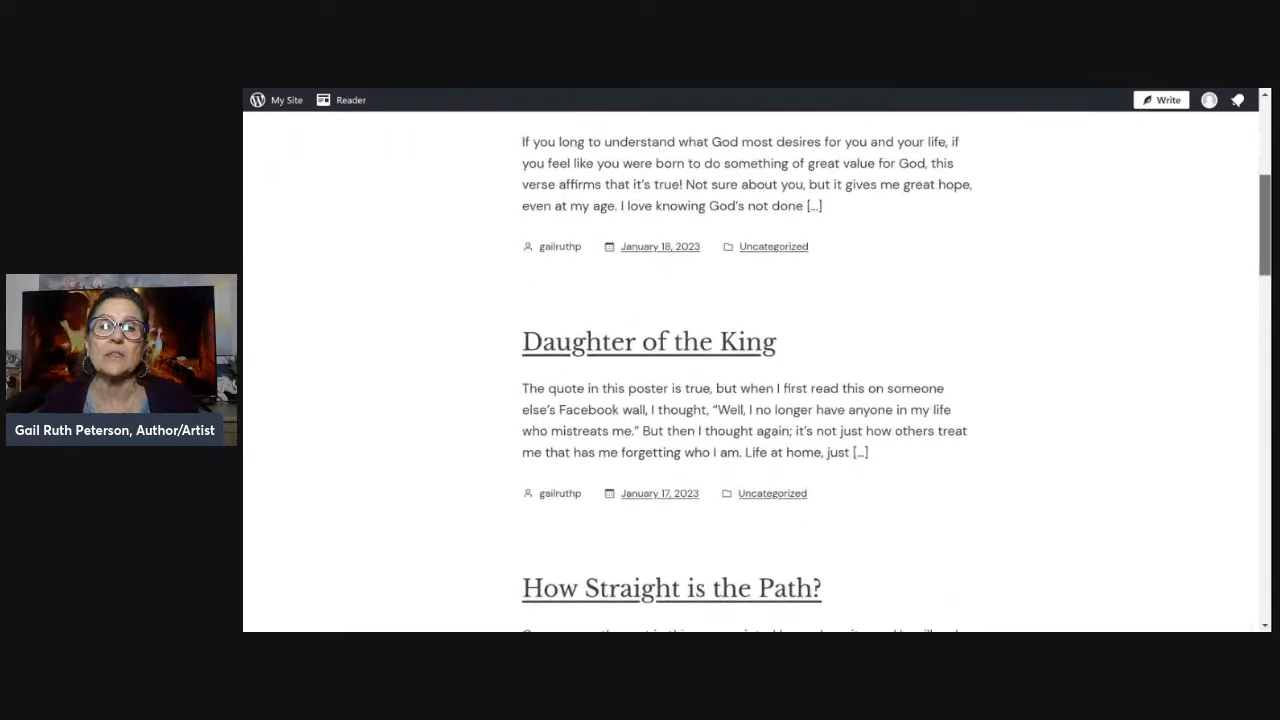 My Site
Reader
Write
If you long to understand what God most desires for you and your life, if
you feel like you were born to do something of great value for God, this
verse affirms that it's true! Not sure about you, but it gives me great hope,
even at my age. I love knowing God's not done [...]
gailruthp January 18, 2023 Uncategorized
Daughter of the King
The quote in this poster is true, but when I first read this on someone
else's Facebook wall, I thought, “Well, I no longer have anyone in my life
who mistreats me.” But then I thought again; it's not just how others treat
me that has me forgetting who I am. Life at home, just [...]
gailruthp January 17, 2023 Uncategorized
How Straight is the Path?
Gail Ruth Peterson, Author/Artist